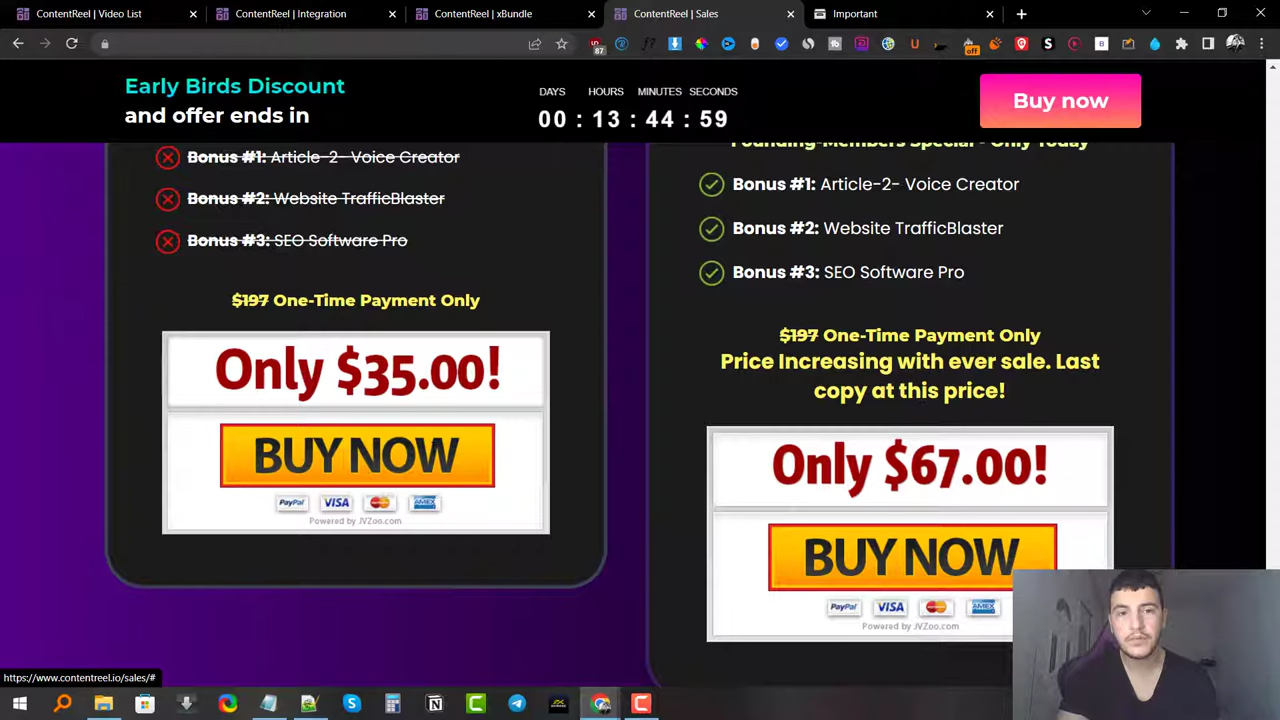 ContentReel | Video List
ContentReel | Integration
ContentReel | xBundle
ContentReel | Sales
Important
87
off
Early Birds Discount
and offer ends in
DAYS HOURS MINUTES SECONDS
00 : 13 : 44 : 59
Buy now
Bonus #1: Article-2- Voice Creator
Bonus #2: Website TrafficBlaster
Bonus #3: SEO Software Pro
$197 One-Time Payment Only
Only $35.00!
BUY NOW
PayPal VISA MasterCard AMEX
Powered by JVZoo.com
Founding-Members Special - Only Today
Bonus #1: Article-2- Voice Creator
Bonus #2: Website TrafficBlaster
Bonus #3: SEO Software Pro
$197 One-Time Payment Only
Price Increasing with ever sale. Last
copy at this price!
Only $67.00!
BUY NOW
PayPal VISA MasterCard AMEX
Powered by JVZoo.com
https://www.contentreel.io/sales/#